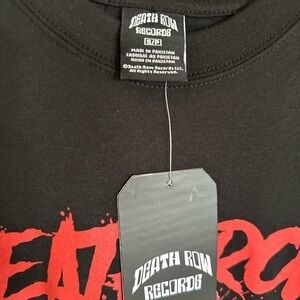 DEATH ROW
RECORDS
S/P
MADE IN PAKISTAN
FABRIQUÉ AU PAKISTAN
HECHO EN PAKISTAN
©Death Row Records LLC.
All Rights Reserved.
DEATH ROW
RECORDS